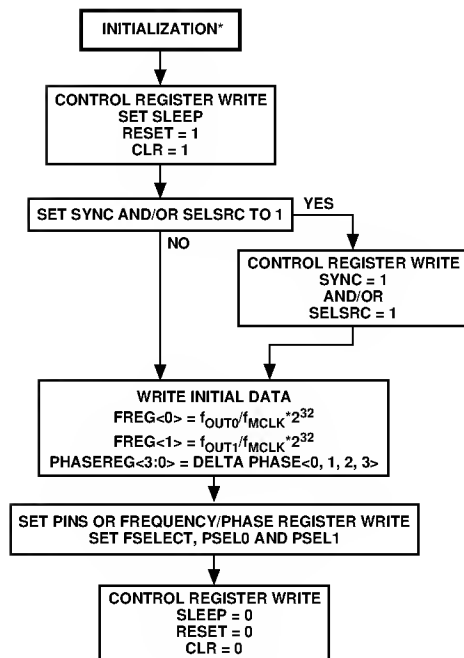 INITIALIZATION*
CONTROL REGISTER WRITE
SET SLEEP
RESET = 1
CLR = 1
SET SYNC AND/OR SELSRC TO 1
YES
NO
CONTROL REGISTER WRITE
SYNC = 1
AND/OR
SELSRC = 1
WRITE INITIAL DATA
FREG<0> = fOUT0/fMCLK*2^32
FREG<1> = fOUT1/fMCLK*2^32
PHASEREG<3:0> = DELTA PHASE<0, 1, 2, 3>
SET PINS OR FREQUENCY/PHASE REGISTER WRITE
SET FSELECT, PSEL0 AND PSEL1
CONTROL REGISTER WRITE
SLEEP = 0
RESET = 0
CLR = 0